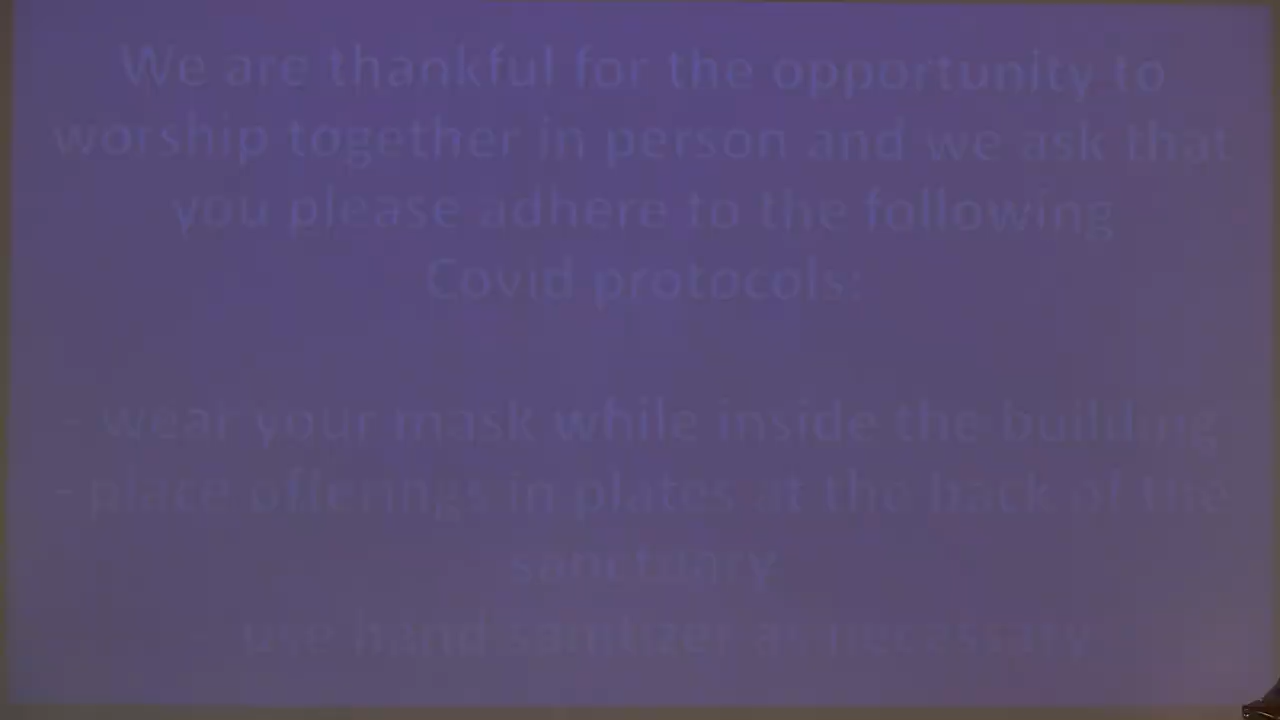 We are thankful for the opportunity to
worship together in person and we ask that
you please adhere to the following
Covid protocols:
- wear your mask while inside the building
- place offerings in plates at the back of the
sanctuary
use hand sanitizer as necessary